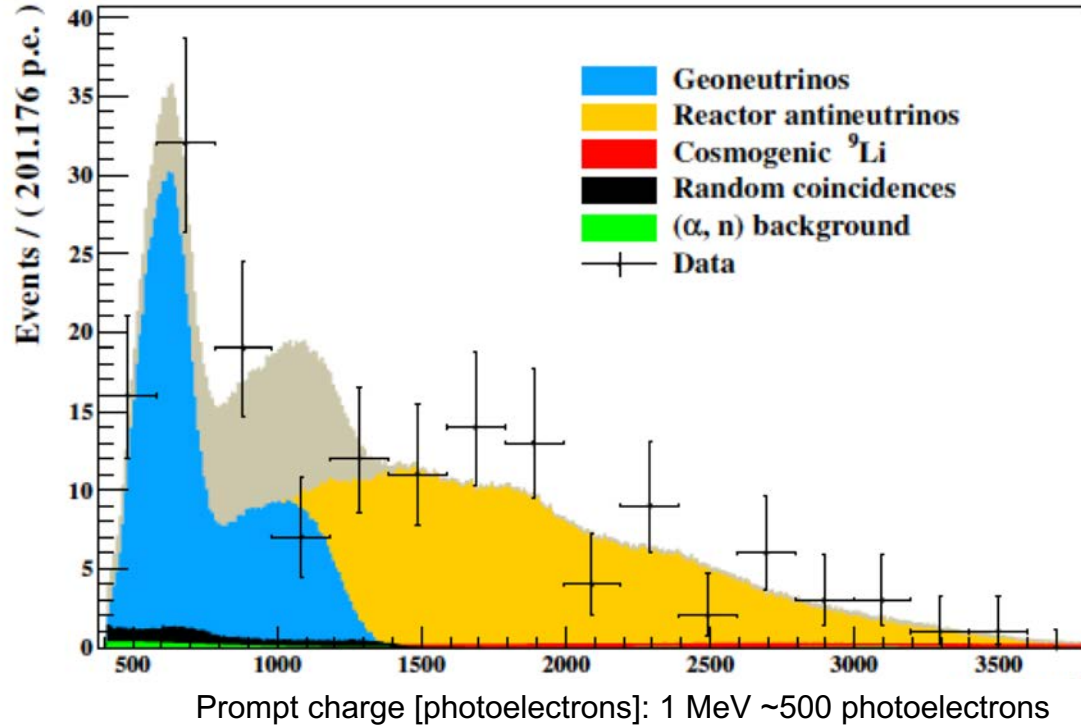 Events / ( 201.176 p.e. )
40
35
30
25
20
15
10
5
0
Geoneutrinos
Reactor antineutrinos
Cosmogenic ⁹Li
Random coincidences
(α, n) background
Data
500 1000 1500 2000 2500 3000 3500
Prompt charge [photoelectrons]: 1 MeV ~500 photoelectrons